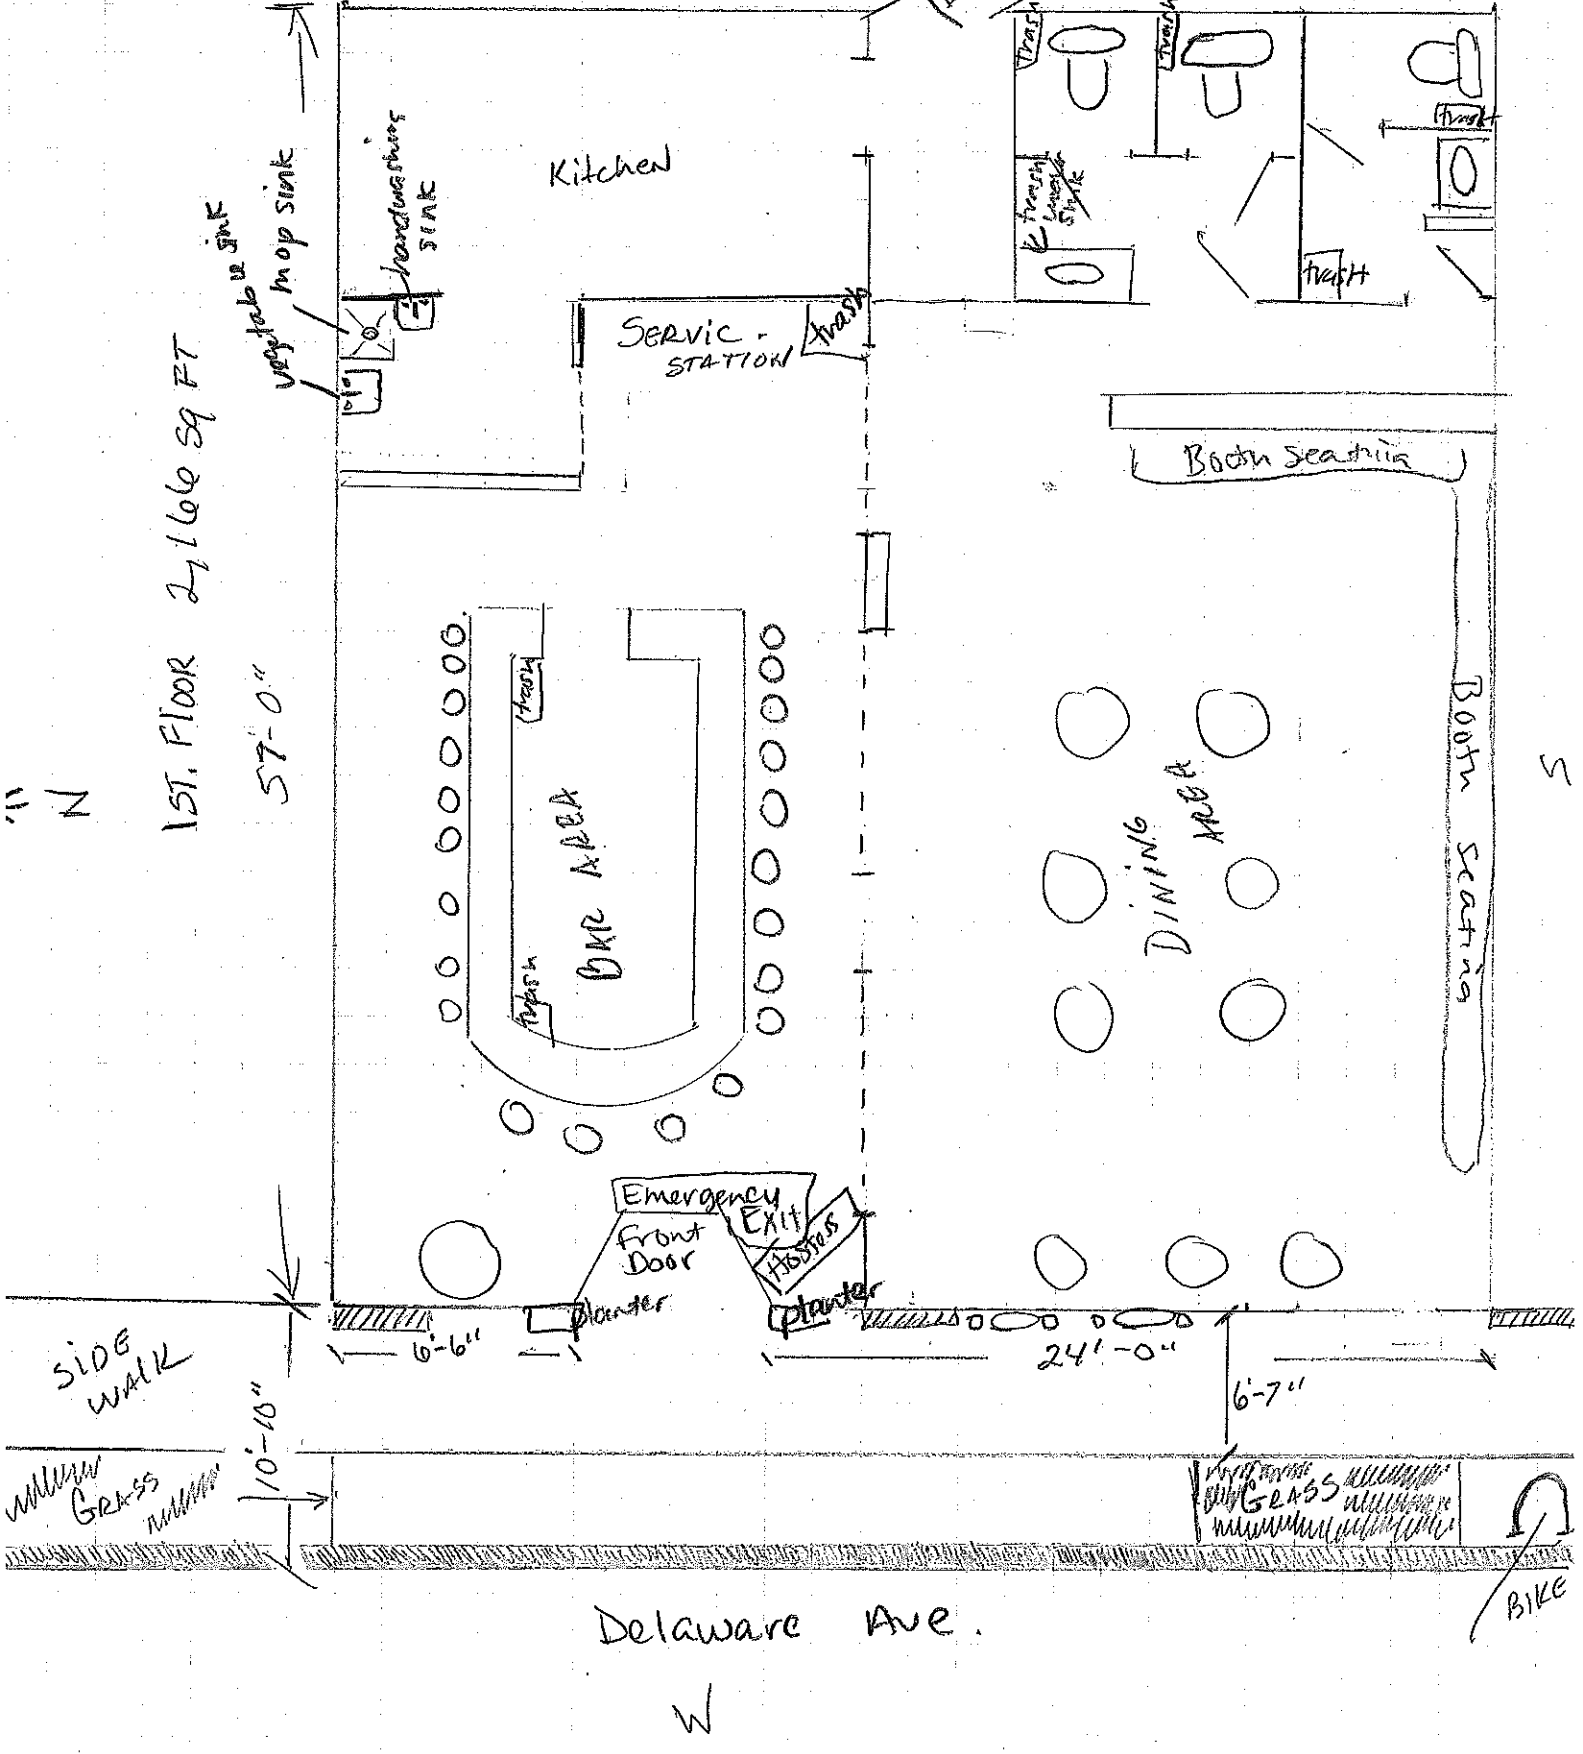 trash
trash
trash
Kitchen
handwashing
sink
mop sink
vegetable sink
trash
trash
SERVIC.
STATION
trash
Booth Seating
1ST. Floor 2,166 SQ FT
57'-0"
N
trash
BAR AREA
trash
DINING
AREA
Booth seating
S
Emergency
Exit
Front
Door
Hostess
Planter
Planter
6'-6"
24'-0"
6'-7"
SIDE
WALK
10'-10"
GRASS
GRASS
BIKE
Delaware Ave.
W